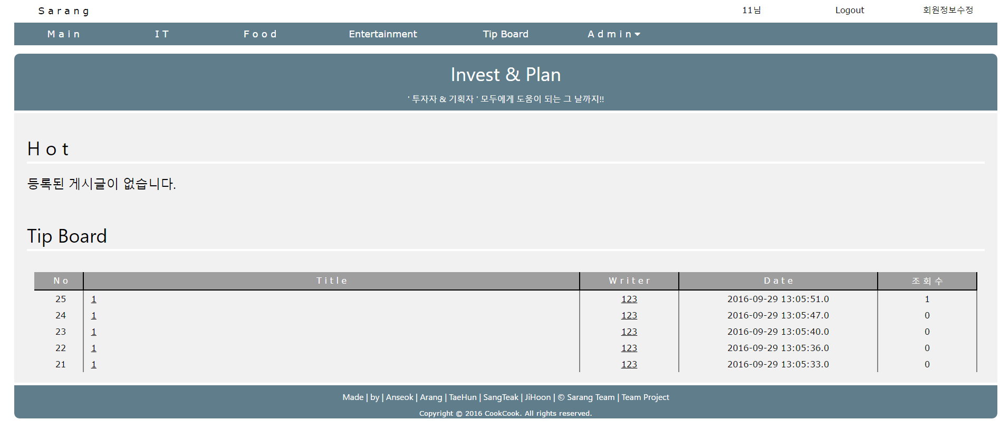 Sarang 11님 Logout 회원정보수정
Main IT Food Entertainment Tip Board Admin
Invest & Plan
' 투자자 & 기획자 ' 모두에게 도움이 되는 그 날까지!!
Hot
등록된 게시글이 없습니다.
Tip Board
No Title Writer Date 조회수
25 1 123 2016-09-29 13:05:51.0 1
24 1 123 2016-09-29 13:05:47.0 0
23 1 123 2016-09-29 13:05:40.0 0
22 1 123 2016-09-29 13:05:36.0 0
21 1 123 2016-09-29 13:05:33.0 0
Made | by | Anseok | Arang | TaeHun | SangTeak | JiHoon | © Sarang Team | Team Project
Copyright © 2016 CookCook. All rights reserved.